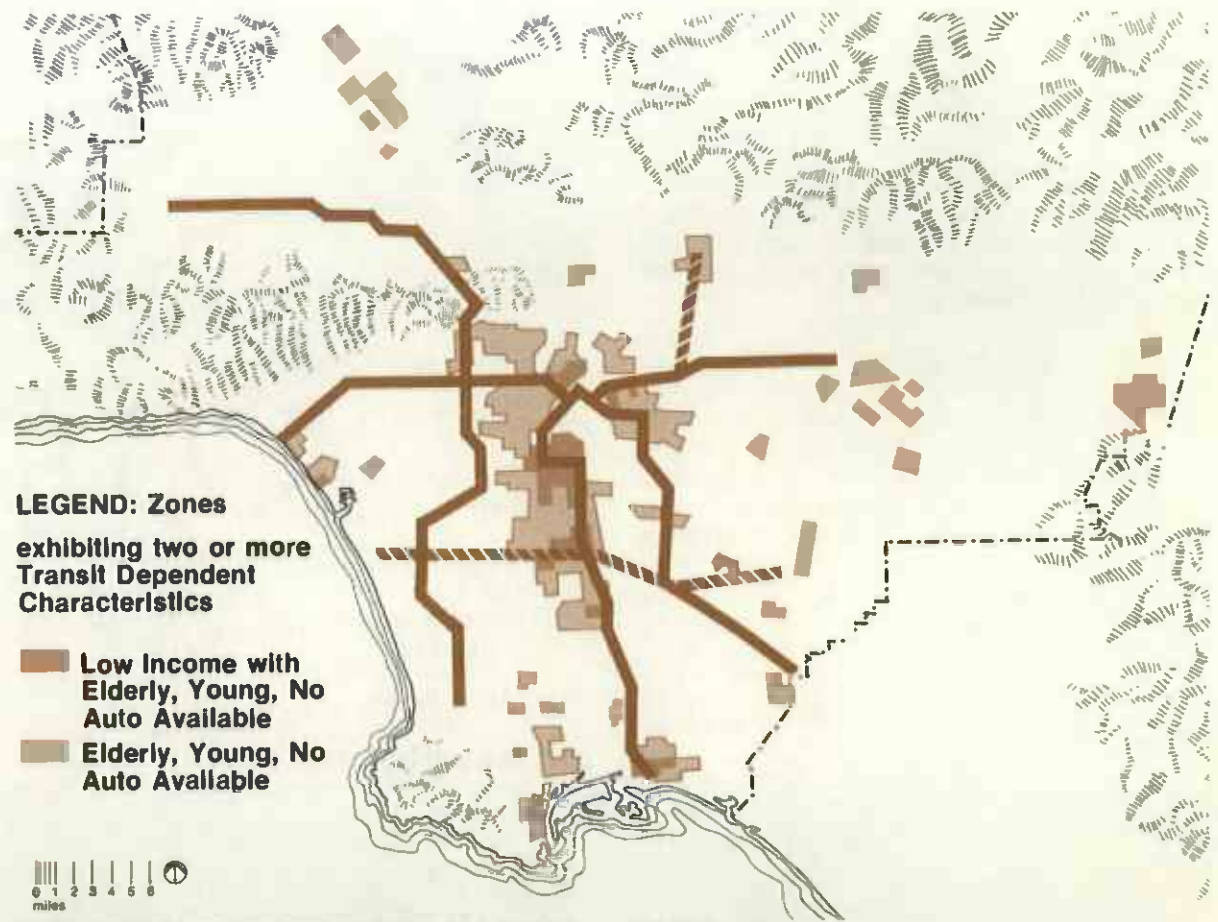 LEGEND: Zones
exhibiting two or more
Transit Dependent
Characteristics
Low Income with
Elderly, Young, No
Auto Available
Elderly, Young, No
Auto Available
0 1 2 3 4 5 6
miles